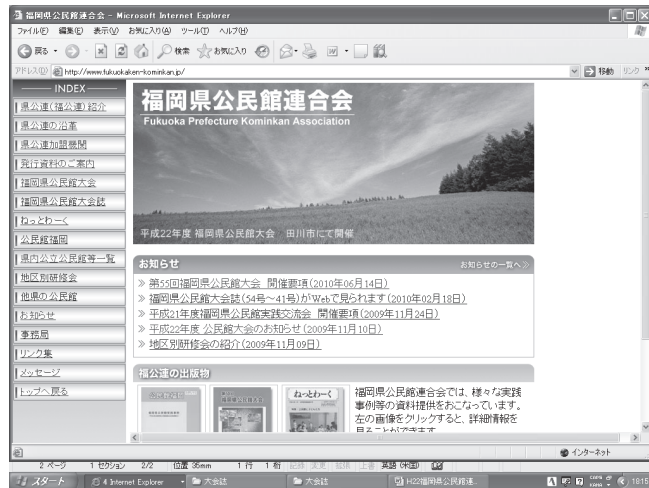 福岡県公民館連合会 - Microsoft Internet Explorer
ファイル(F) 編集(E) 表示(V) お気に入り(A) ツール(T) ヘルプ(H)
戻る 検索 お気に入り
アドレス(D) http://www.fukuokaken-kominkan.jp/ 移動 リンク
INDEX
県公連(福公連)紹介
県公連の沿革
県公連加盟機関
発行資料のご案内
福岡県公民館大会
福岡県公民館大会誌
ねっとわーく
公民館福岡
県内公立公民館等一覧
地区別研修会
他県の公民館
お知らせ
事務局
リンク集
メッセージ
トップへ戻る
福岡県公民館連合会
Fukuoka Prefecture Kominkan Association
平成22年度 福岡県公民館大会 田川市にて開催
お知らせ お知らせの一覧へ≫
≫ 第55回福岡県公民館大会 開催要項(2010年06月14日)
≫ 福岡県公民館大会誌(54号~41号)がWebで見られます(2010年02月18日)
≫ 平成21年度福岡県公民館実践交流会 開催要項(2009年11月24日)
≫ 平成22年度 公民館大会のお知らせ(2009年11月10日)
≫ 地区別研修会の紹介(2009年11月09日)
福公連の出版物
ねっとわーく
福岡県公民館連合会では、様々な実践
事例等の資料提供をおこなっています。
左の画像をクリックすると、詳細情報を
見ることができます
インターネット
2 ページ 1 セクション 2/2 位置 35mm 1 行 1 桁 記録 変更 拡張 上書 英語 (米国)
スタート 4 Internet Explorer 大会誌 大会誌 H22福岡県公民館連... 18:15